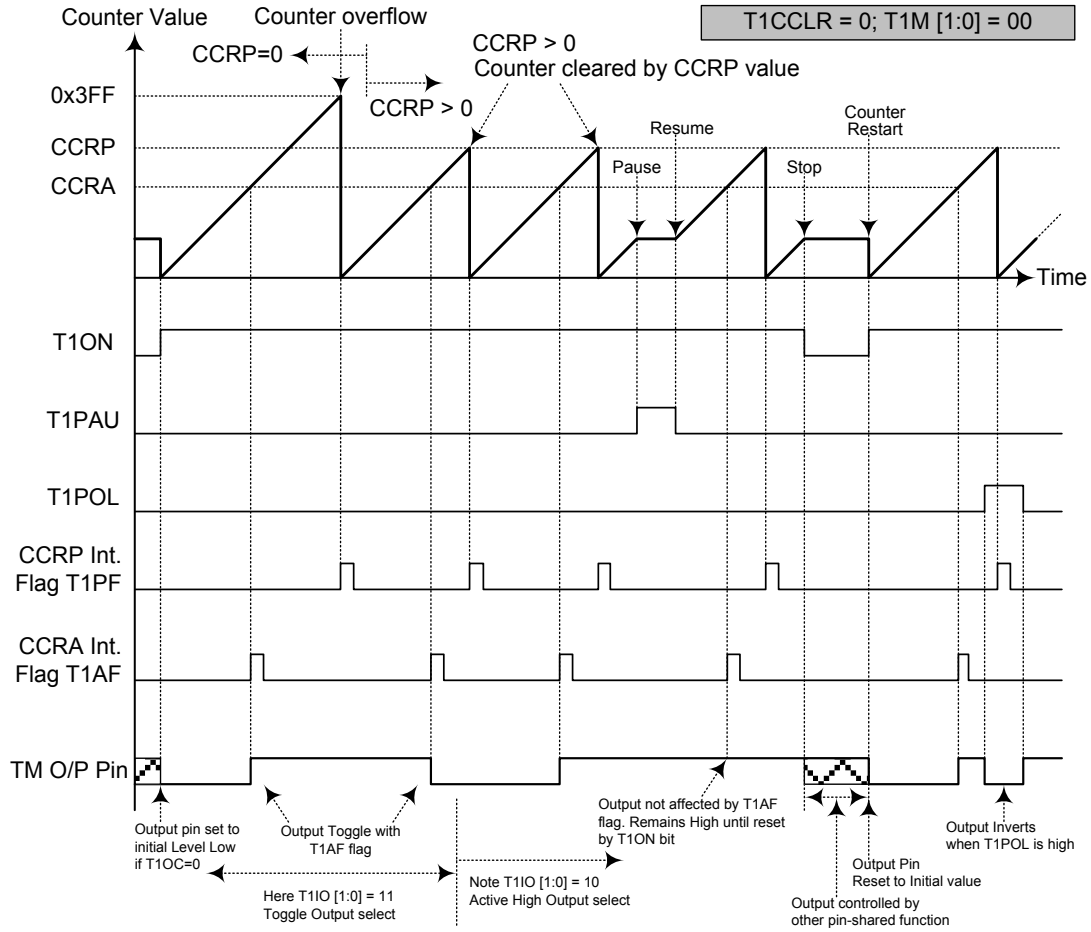 Counter Value
Counter overflow
T1CCLR = 0; T1M [1:0] = 00
CCRP=0
CCRP > 0
CCRP > 0
Counter cleared by CCRP value
0x3FF
CCRP
CCRA
Pause
Resume
Stop
Counter
Restart
Time
T1ON
T1PAU
T1POL
CCRP Int.
Flag T1PF
CCRA Int.
Flag T1AF
TM O/P Pin
Output pin set to
initial Level Low
if T1OC=0
Output Toggle with
T1AF flag
Here T1IO [1:0] = 11
Toggle Output select
Note T1IO [1:0] = 10
Active High Output select
Output not affected by T1AF
flag. Remains High until reset
by T1ON bit
Output controlled by
other pin-shared function
Output Pin
Reset to Initial value
Output Inverts
when T1POL is high